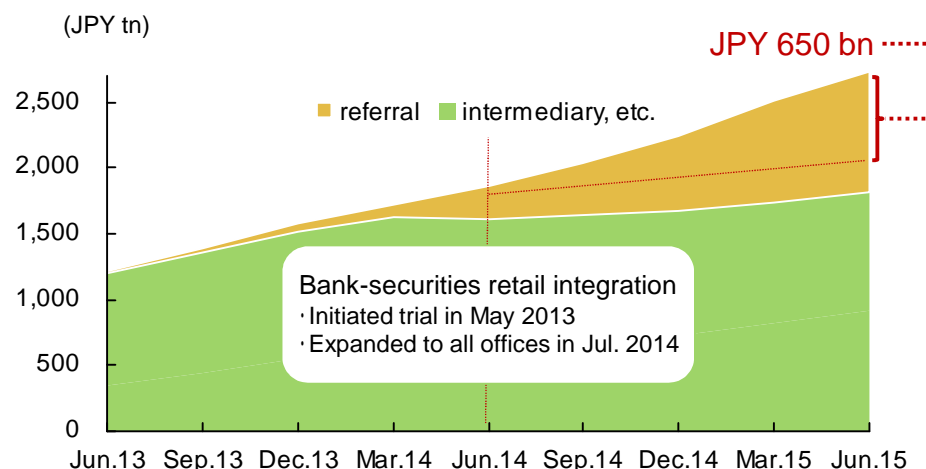 (JPY tn)
JPY 650 bn
2,500
2,000
1,500
1,000
500
0
referral intermediary, etc.
Bank-securities retail integration
･Initiated trial in May 2013
･Expanded to all offices in Jul. 2014
Jun.13 Sep.13 Dec.13 Mar.14 Jun.14 Sep.14 Dec.14 Mar.15 Jun.15